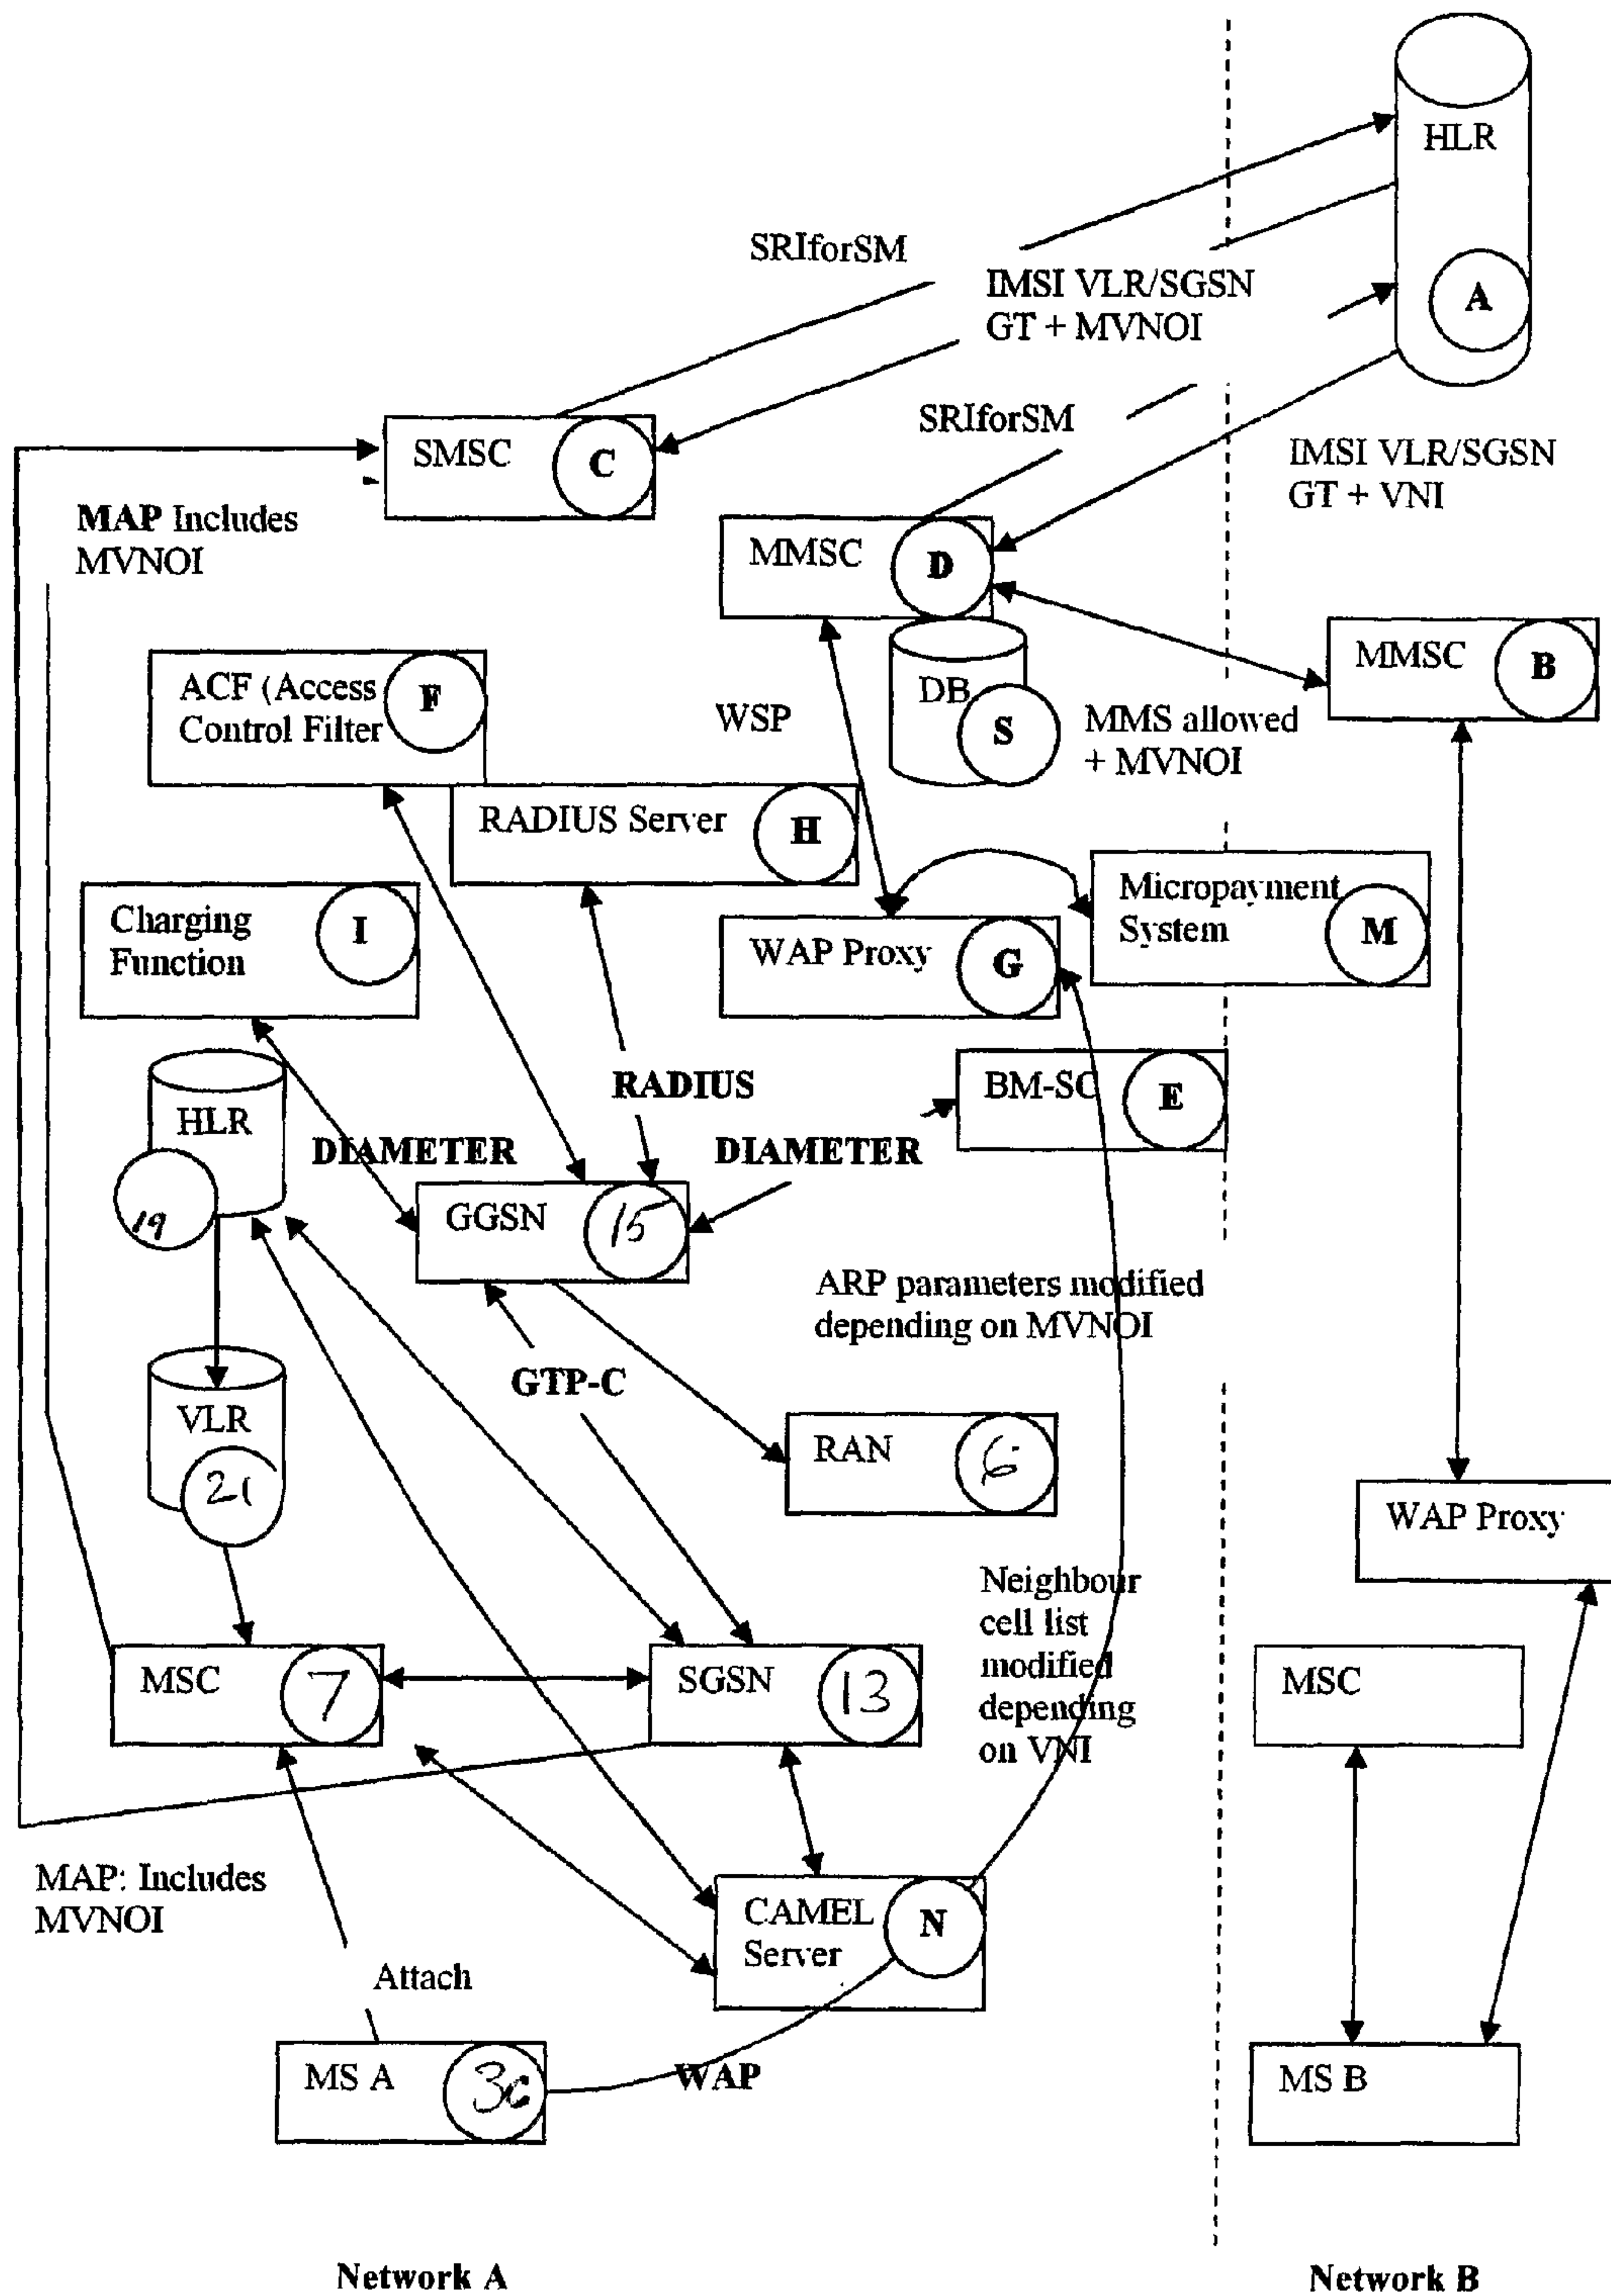 HLR
A
SRIforSM
IMSI VLR/SGSN
GT + MVNOI
SRIforSM
SMSC
C
IMSI VLR/SGSN
GT + VNI
MAP Includes
MVNOI
MMSC
D
MMSC
B
ACF (Access
Control Filter
F
DB
S
WSP
MMS allowed
+ MVNOI
RADIUS Server
H
Micropayment
System
M
Charging
Function
I
WAP Proxy
G
RADIUS
BM-SC
E
HLR
19
DIAMETER
DIAMETER
GGSN
15
ARP parameters modified
depending on MVNOI
GTP-C
VLR
21
RAN
6
WAP Proxy
Neighbour
cell list
modified
depending
on VNI
MSC
7
SGSN
13
MSC
MAP: Includes
MVNOI
CAMEL
Server
N
Attach
MS A
3c
WAP
MS B
Network A
Network B